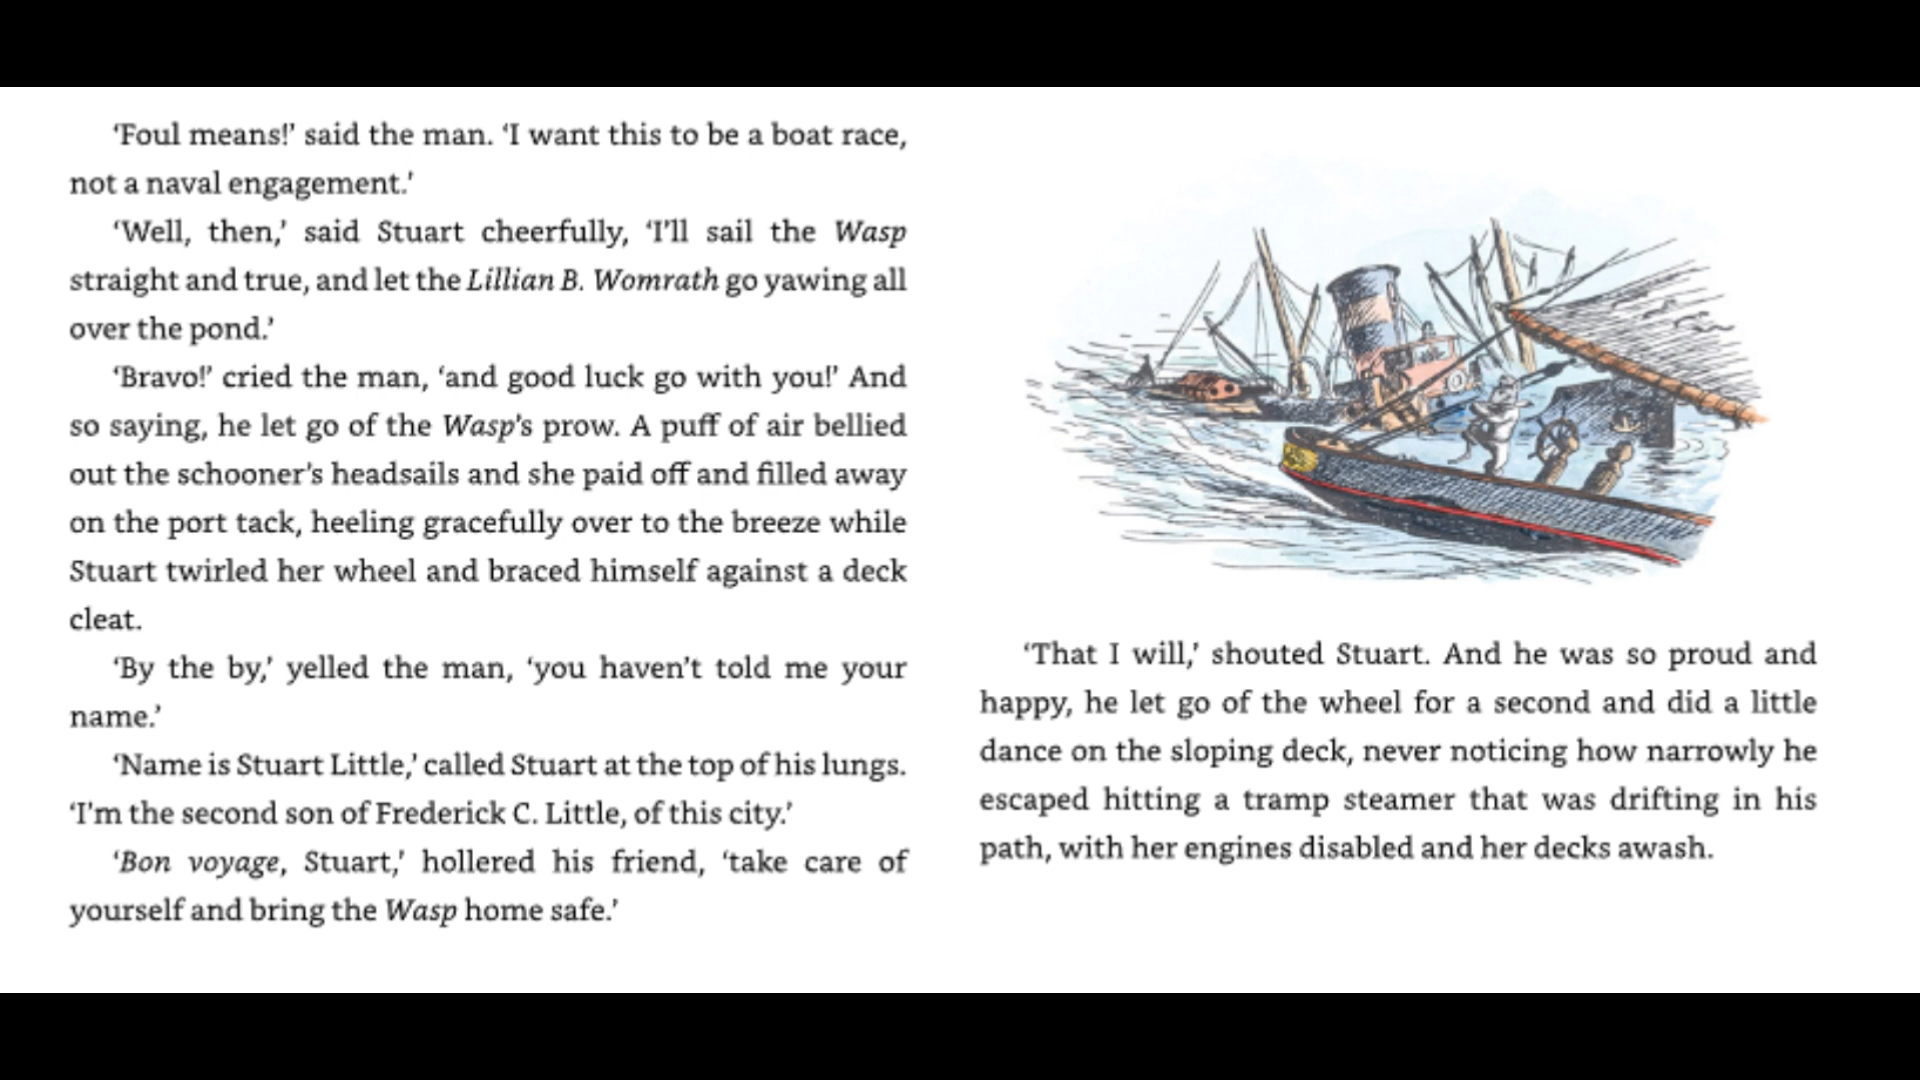 ‘Foul means!’ said the man. ‘I want this to be a boat race,
not a naval engagement.’
‘Well, then,’ said Stuart cheerfully, ‘I’ll sail the Wasp
straight and true, and let the Lillian B. Womrath go yawing all
over the pond.’
‘Bravo!’ cried the man, ‘and good luck go with you!’ And
so saying, he let go of the Wasp’s prow. A puff of air bellied
out the schooner’s headsails and she paid off and filled away
on the port tack, heeling gracefully over to the breeze while
Stuart twirled her wheel and braced himself against a deck
cleat.
‘By the by,’ yelled the man, ‘you haven’t told me your
name.’
‘Name is Stuart Little,’ called Stuart at the top of his lungs.
‘I’m the second son of Frederick C. Little, of this city.’
‘Bon voyage, Stuart,’ hollered his friend, ‘take care of
yourself and bring the Wasp home safe.’
‘That I will,’ shouted Stuart. And he was so proud and
happy, he let go of the wheel for a second and did a little
dance on the sloping deck, never noticing how narrowly he
escaped hitting a tramp steamer that was drifting in his
path, with her engines disabled and her decks awash.